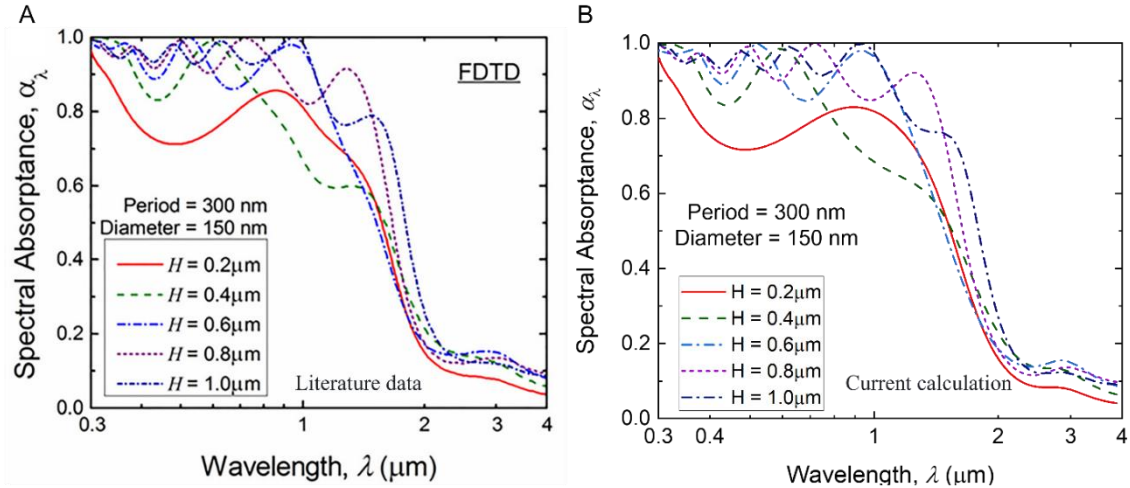 A
Spectral Absorptance, αλ
1.0
0.8
0.6
0.4
0.2
0.0
FDTD
Period = 300 nm
Diameter = 150 nm
H = 0.2μm
H = 0.4μm
H = 0.6μm
H = 0.8μm
H = 1.0μm
Literature data
0.3
1
2
4
Wavelength, λ (μm)
B
Spectral Absorptance, αλ
1.0
0.8
0.6
0.4
0.2
0.0
Period = 300 nm
Diameter = 150 nm
H = 0.2μm
H = 0.4μm
H = 0.6μm
H = 0.8μm
H = 1.0μm
Current calculation
0.3 0.4
1
2
3
4
Wavelength, λ (μm)